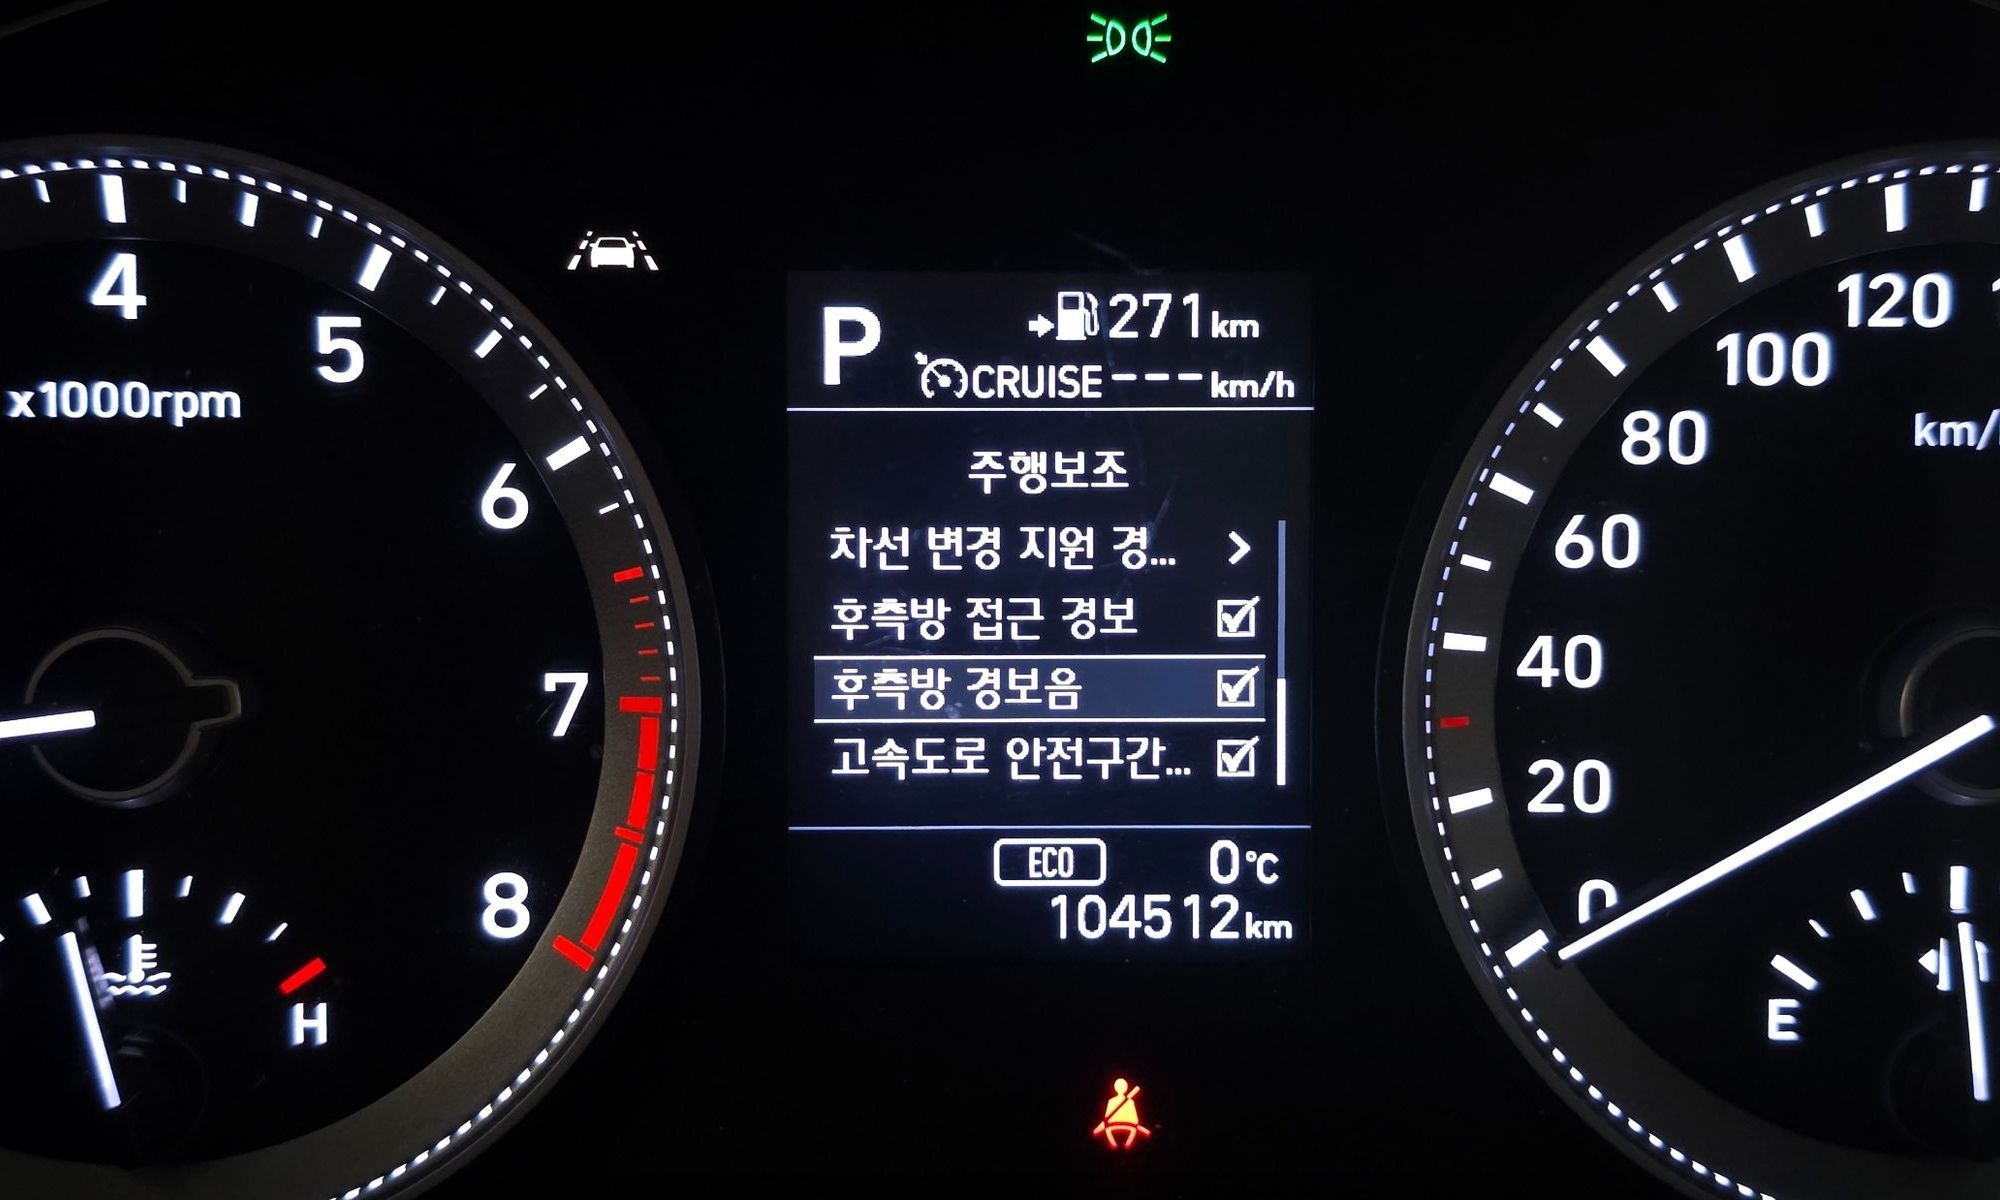 4
5
x1000rpm
6
7
8
H
P
271km
CRUISE---km/h
주행보조
차선 변경 지원 경...
후측방 접근 경보
후측방 경보음
고속도로 안전구간...
ECO
0°C
104512km
120
100
80
60
40
20
0
E